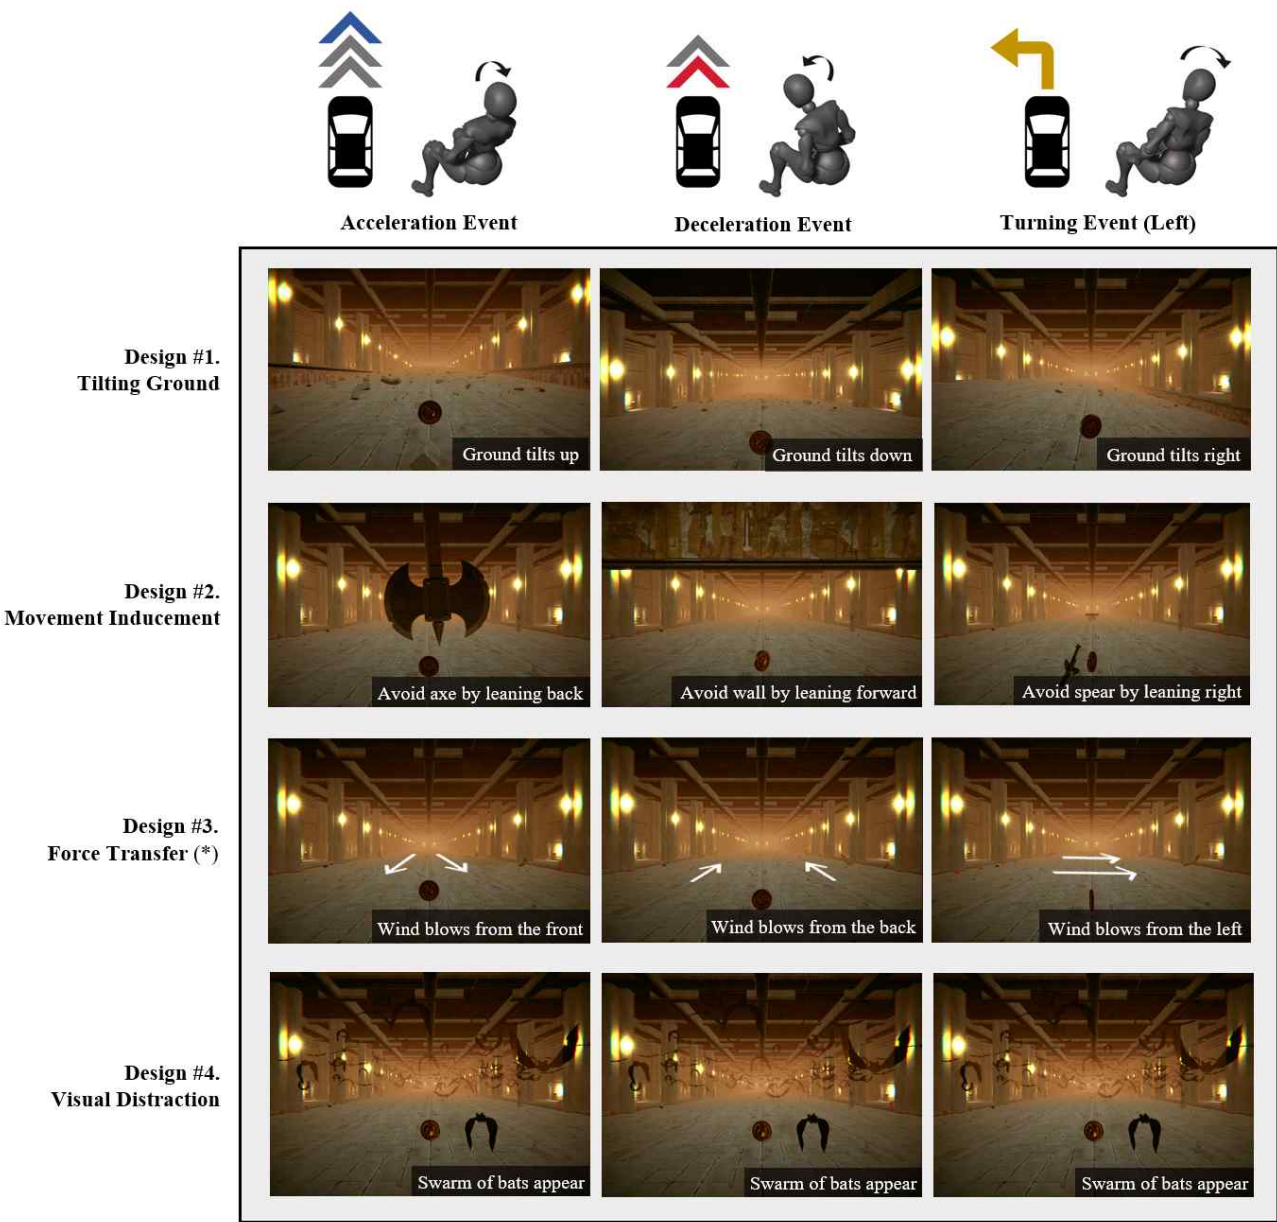 Acceleration Event
Deceleration Event
Turning Event (Left)
Design #1.
Tilting Ground
Ground tilts up
Ground tilts down
Ground tilts right
Design #2.
Movement Inducement
Avoid axe by leaning back
Avoid wall by leaning forward
Avoid spear by leaning right
Design #3.
Force Transfer (*)
Wind blows from the front
Wind blows from the back
Wind blows from the left
Design #4.
Visual Distraction
Swarm of bats appear
Swarm of bats appear
Swarm of bats appear